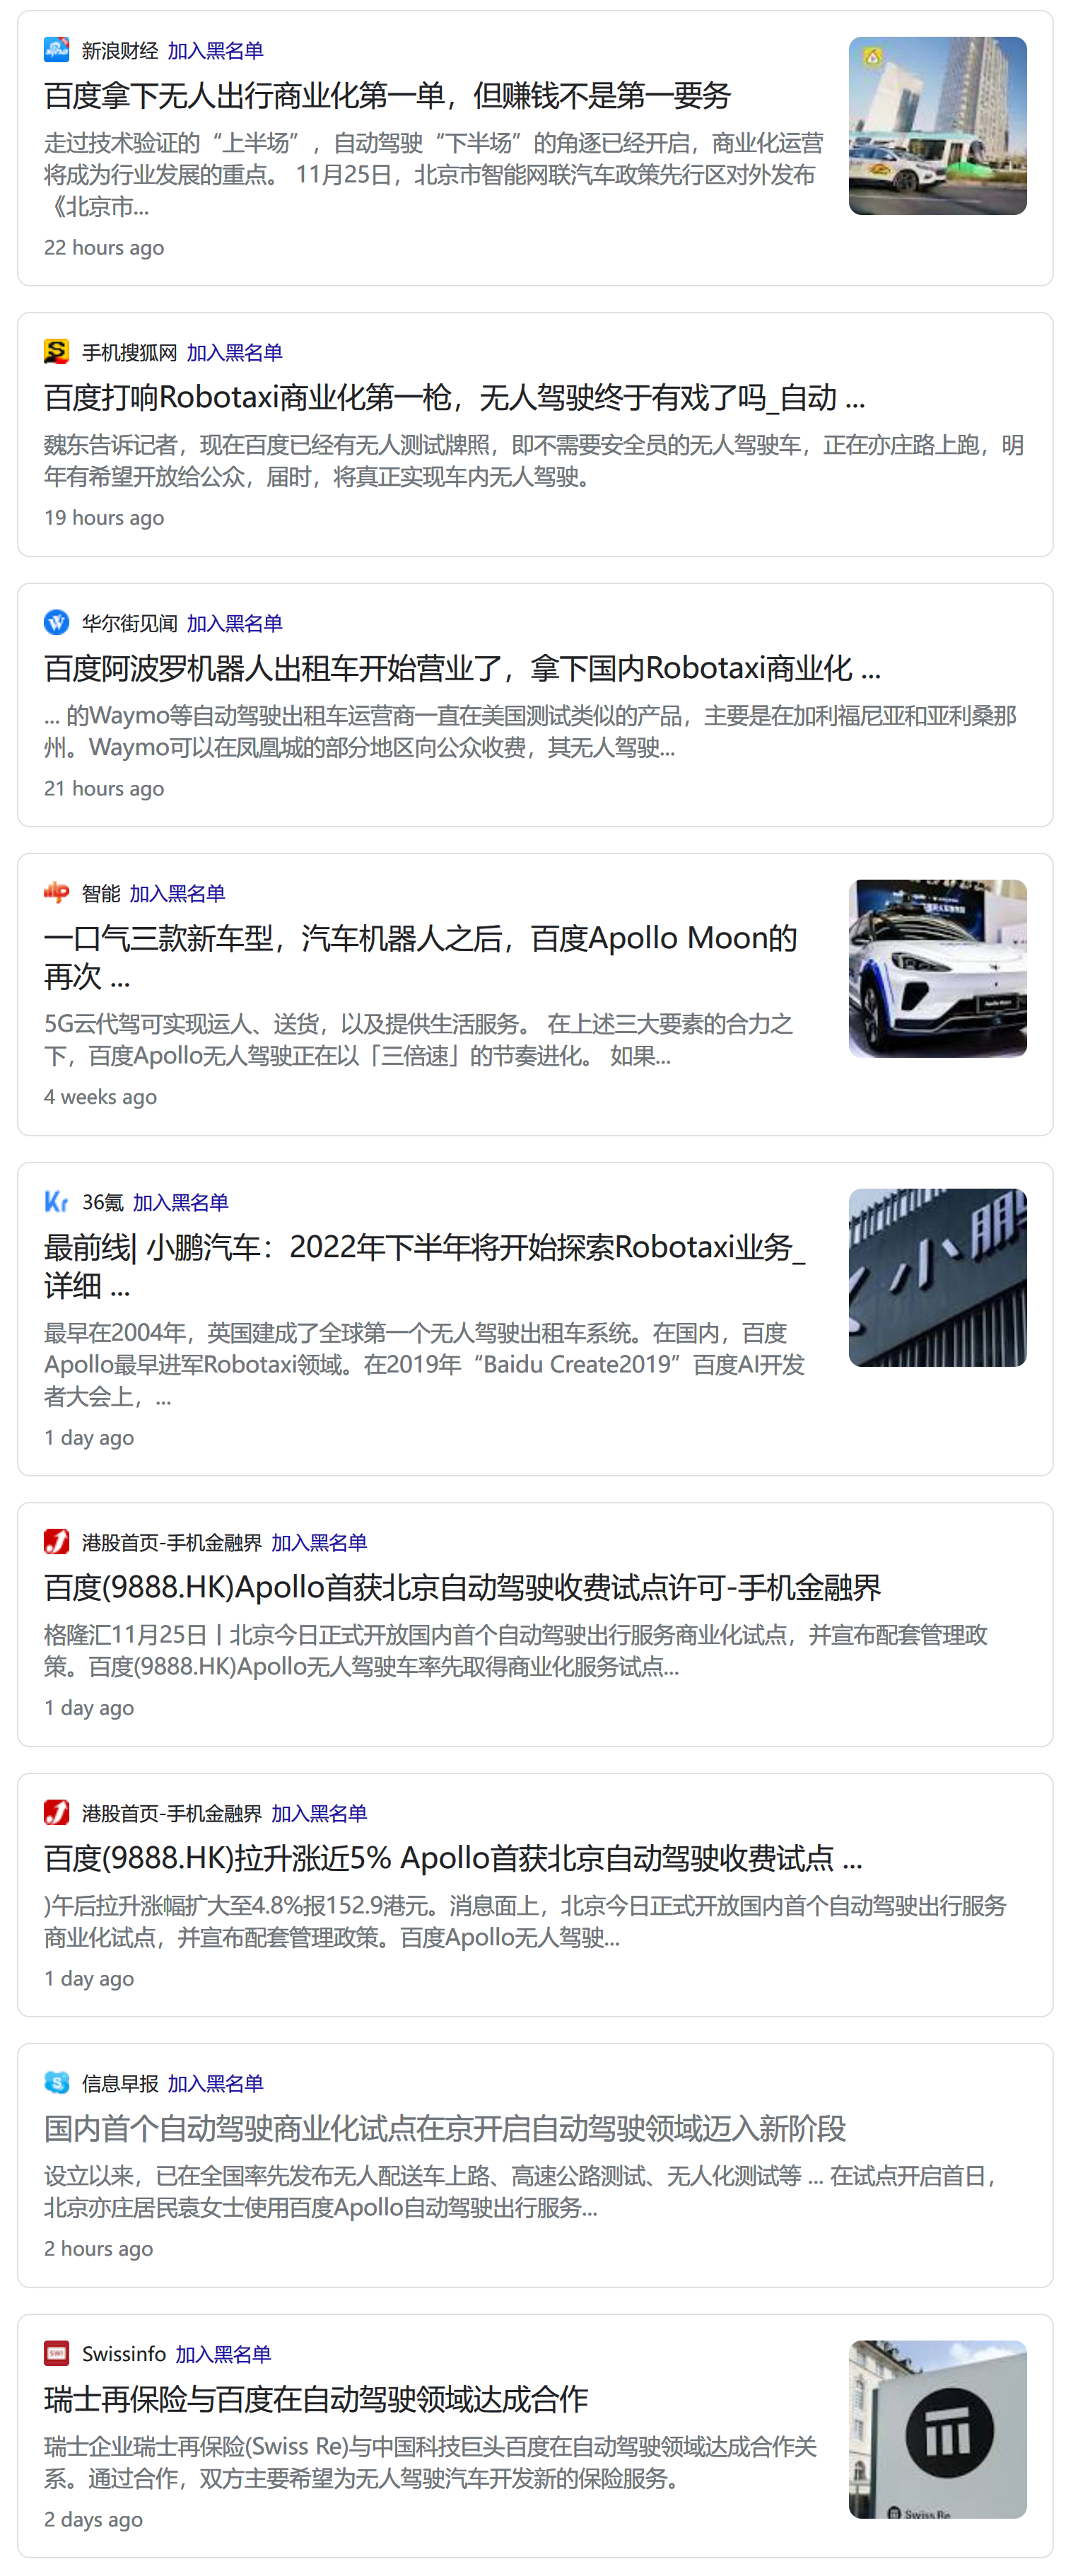 新浪财经 加入黑名单
百度拿下无人出行商业化第一单，但赚钱不是第一要务
走过技术验证的“上半场”，自动驾驶“下半场”的角逐已经开启，商业化运营
将成为行业发展的重点。 11月25日，北京市智能网联汽车政策先行区对外发布
《北京市...
22 hours ago
手机搜狐网 加入黑名单
百度打响Robotaxi商业化第一枪，无人驾驶终于有戏了吗_自动 ...
魏东告诉记者，现在百度已经有无人测试牌照，即不需要安全员的无人驾驶车，正在亦庄路上跑，明
年有希望开放给公众，届时，将真正实现车内无人驾驶。
19 hours ago
华尔街见闻 加入黑名单
百度阿波罗机器人出租车开始营业了，拿下国内Robotaxi商业化 ...
... 的Waymo等自动驾驶出租车运营商一直在美国测试类似的产品，主要是在加利福尼亚和亚利桑那
州。Waymo可以在凤凰城的部分地区向公众收费，其无人驾驶...
21 hours ago
智能 加入黑名单
一口气三款新车型，汽车机器人之后，百度Apollo Moon的
再次 ...
5G云代驾可实现运人、送货，以及提供生活服务。 在上述三大要素的合力之
下，百度Apollo无人驾驶正在以「三倍速」的节奏进化。 如果...
4 weeks ago
Apollo Moon
36氪 加入黑名单
最前线| 小鹏汽车：2022年下半年将开始探索Robotaxi业务_
详细 ...
最早在2004年，英国建成了全球第一个无人驾驶出租车系统。在国内，百度
Apollo最早进军Robotaxi领域。在2019年“Baidu Create2019”百度AI开发
者大会上，...
1 day ago
小鹏
港股首页-手机金融界 加入黑名单
百度(9888.HK)Apollo首获北京自动驾驶收费试点许可-手机金融界
格隆汇11月25日丨北京今日正式开放国内首个自动驾驶出行服务商业化试点，并宣布配套管理政
策。百度(9888.HK)Apollo无人驾驶车率先取得商业化服务试点...
1 day ago
港股首页-手机金融界 加入黑名单
百度(9888.HK)拉升涨近5% Apollo首获北京自动驾驶收费试点 ...
)午后拉升涨幅扩大至4.8%报152.9港元。消息面上，北京今日正式开放国内首个自动驾驶出行服务
商业化试点，并宣布配套管理政策。百度Apollo无人驾驶...
1 day ago
信息早报 加入黑名单
国内首个自动驾驶商业化试点在京开启自动驾驶领域迈入新阶段
设立以来，已在全国率先发布无人配送车上路、高速公路测试、无人化测试等 ... 在试点开启首日，
北京亦庄居民袁女士使用百度Apollo自动驾驶出行服务...
2 hours ago
Swissinfo 加入黑名单
瑞士再保险与百度在自动驾驶领域达成合作
瑞士企业瑞士再保险(Swiss Re)与中国科技巨头百度在自动驾驶领域达成合作关
系。通过合作，双方主要希望为无人驾驶汽车开发新的保险服务。
2 days ago
Swiss Re